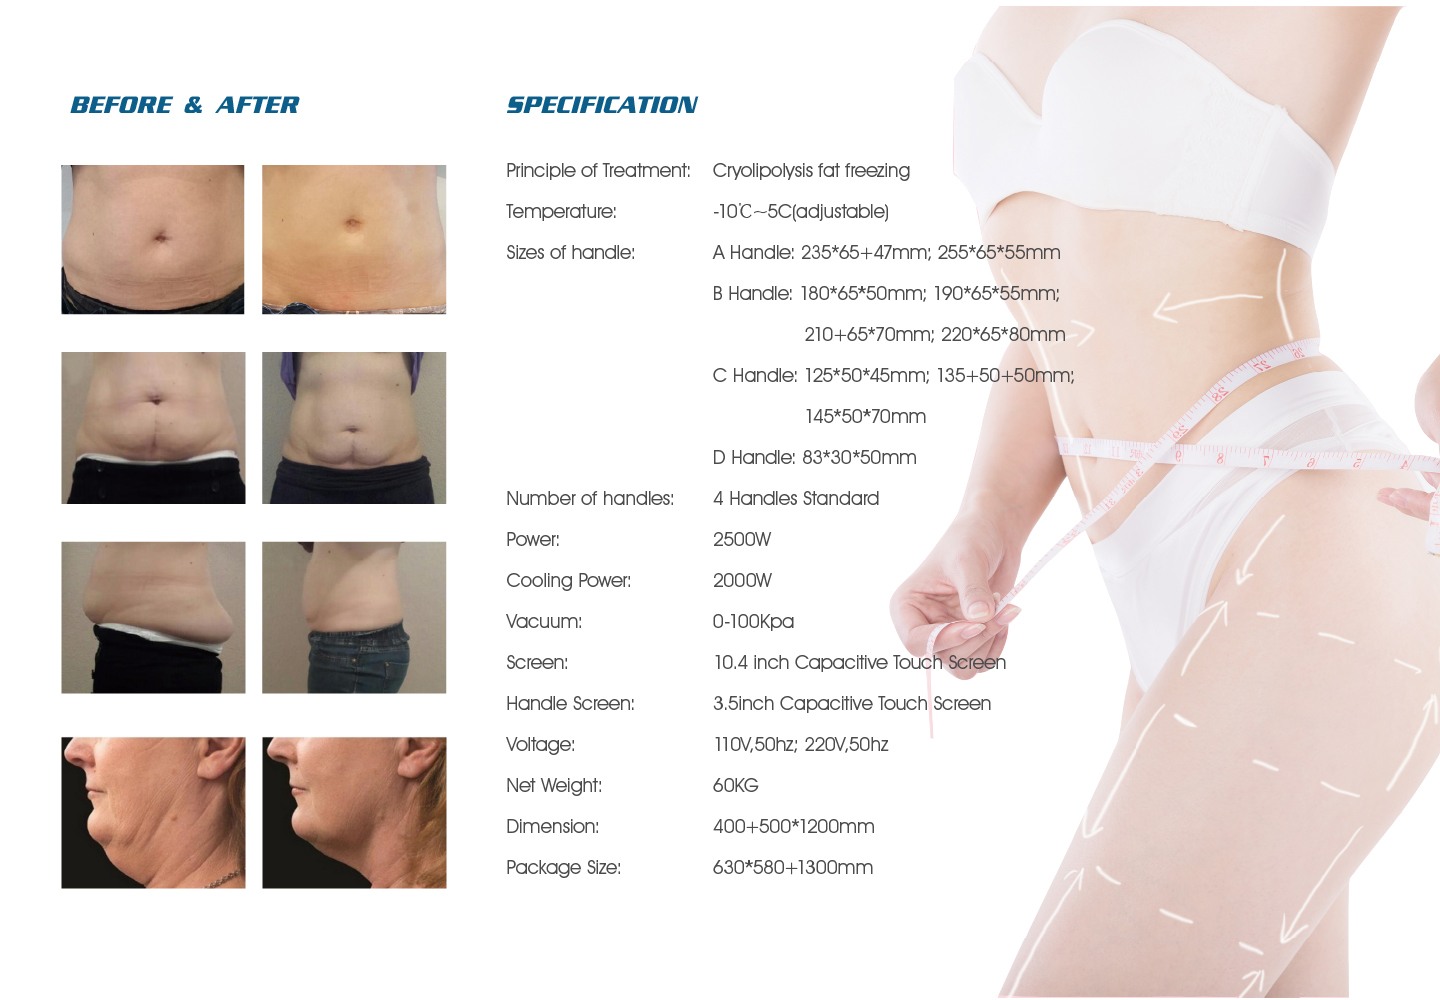 BEFORE & AFTER
SPECIFICATION
Principle of Treatment: Cryolipolysis fat freezing
Temperature: -10℃~5C(adjustable)
Sizes of handle: A Handle: 235*65+47mm; 255*65*55mm
B Handle: 180*65*50mm; 190*65*55mm;
210+65*70mm; 220*65*80mm
C Handle: 125*50*45mm; 135+50+50mm;
145*50*70mm
D Handle: 83*30*50mm
Number of handles: 4 Handles Standard
Power: 2500W
Cooling Power: 2000W
Vacuum: 0-100Kpa
Screen: 10.4 inch Capacitive Touch Screen
Handle Screen: 3.5inch Capacitive Touch Screen
Voltage: 110V,50hz; 220V,50hz
Net Weight: 60KG
Dimension: 400+500*1200mm
Package Size: 630*580+1300mm